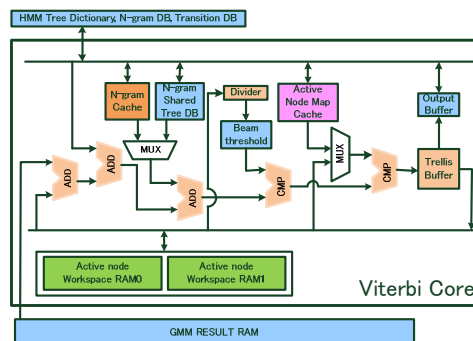 HMM Tree Dictionary, N-gram DB, Transition DB
N-gram
Cache
N-gram
Shared
Tree DB
Divider
Active
Node Map
Cache
Output
Buffer
Beam
threshold
MUX
MUX
ADD
ADD
ADD
CMP
CMP
Trellis
Buffer
Active node
Workspace RAM0
Active node
Workspace RAM1
Viterbi Core
GMM RESULT RAM